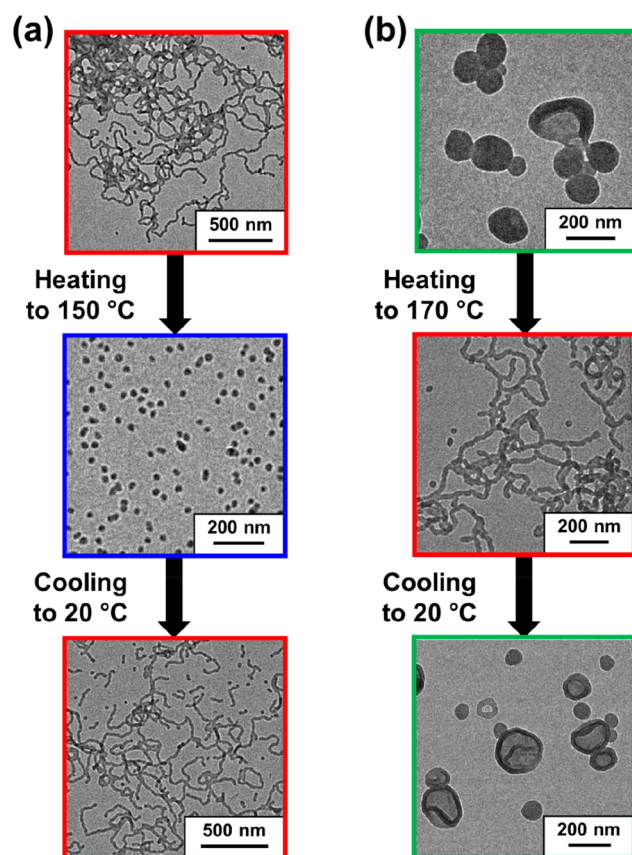 (a)
500 nm
Heating
to 150 °C
200 nm
Cooling
to 20 °C
500 nm
(b)
200 nm
Heating
to 170 °C
200 nm
Cooling
to 20 °C
200 nm